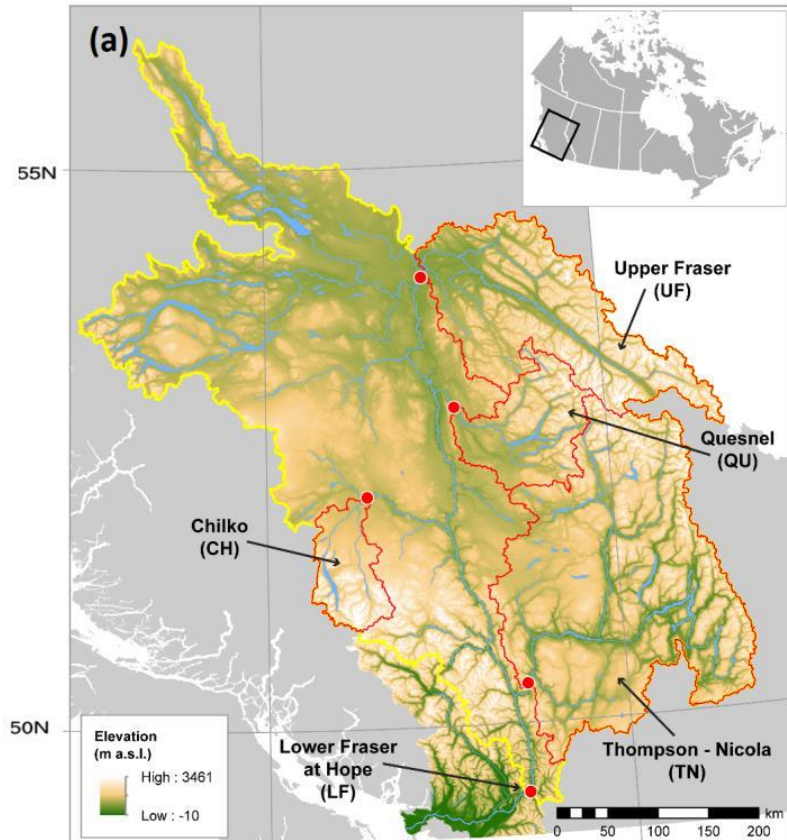 (a)
55N
Upper Fraser
(UF)
Quesnel
(QU)
Chilko
(CH)
50N
Elevation
(m a.s.l.)
High : 3461
Low : -10
Lower Fraser
at Hope
(LF)
Thompson - Nicola
(TN)
km
0 50 100 150 200